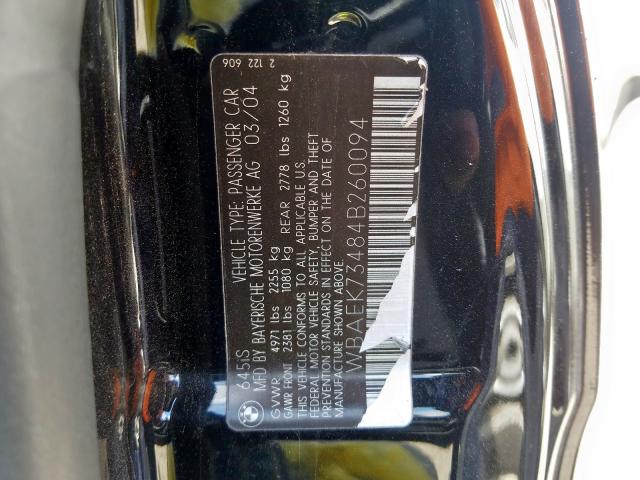 645IS VEHICLE TYPE: PASSENGER CAR 2 122 606
MFD BY BAYERISCHE MOTORENWERKE AG 03/04
GVWR 4971 lbs 2255 kg
GAWR FRONT 2381 lbs 1080 kg REAR 2778 lbs 1260 kg
THIS VEHICLE CONFORMS TO ALL APPLICABLE U.S.
FEDERAL MOTOR VEHICLE SAFETY, BUMPER AND THEFT
PREVENTION STANDARDS IN EFFECT ON THE DATE OF
MANUFACTURE SHOWN ABOVE.
WBAEK73484B260094